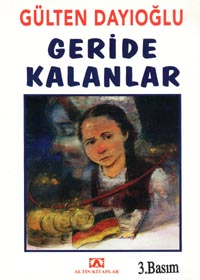 GÜLTEN DAYIOĞLU
GERİDE
KALANLAR
ALTIN KİTAPLAR
3.Basım